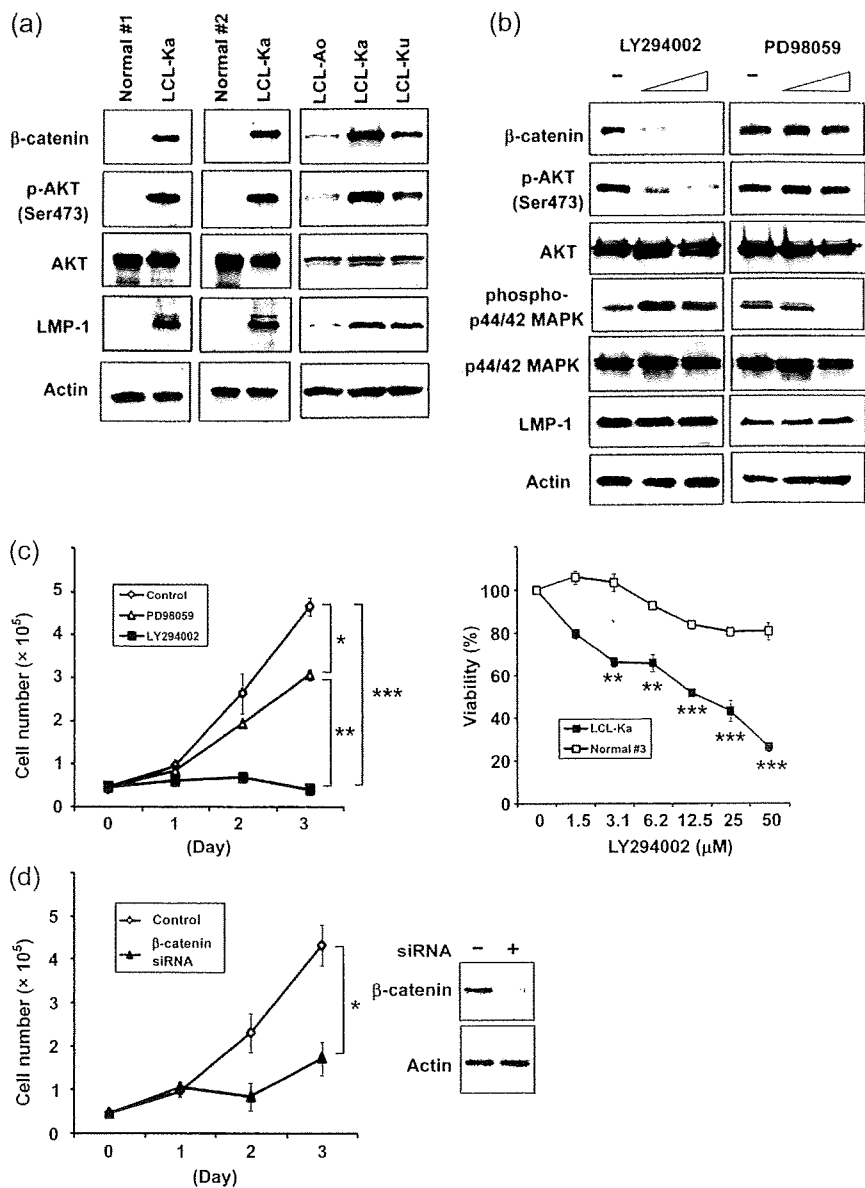 (a)
Normal #1
LCL-Ka
Normal #2
LCL-Ka
LCL-Ao
LCL-Ka
LCL-Ku
β-catenin
p-AKT
(Ser473)
AKT
LMP-1
Actin
(b)
LY294002
PD98059
–
–
β-catenin
p-AKT
(Ser473)
AKT
phospho-
p44/42 MAPK
p44/42 MAPK
LMP-1
Actin
(c)
Cell number (× 10⁵)
5
4
3
2
1
0
Control
PD98059
LY294002
*
**
***
0 1 2 3
(Day)
Viability (%)
100
80
60
40
20
0
LCL-Ka
Normal #3
**
**
***
***
***
0 1.5 3.1 6.2 12.5 25 50
LY294002 (μM)
(d)
Cell number (× 10⁵)
5
4
3
2
1
0
Control
β-catenin
siRNA
*
0 1 2 3
(Day)
siRNA – +
β-catenin
Actin